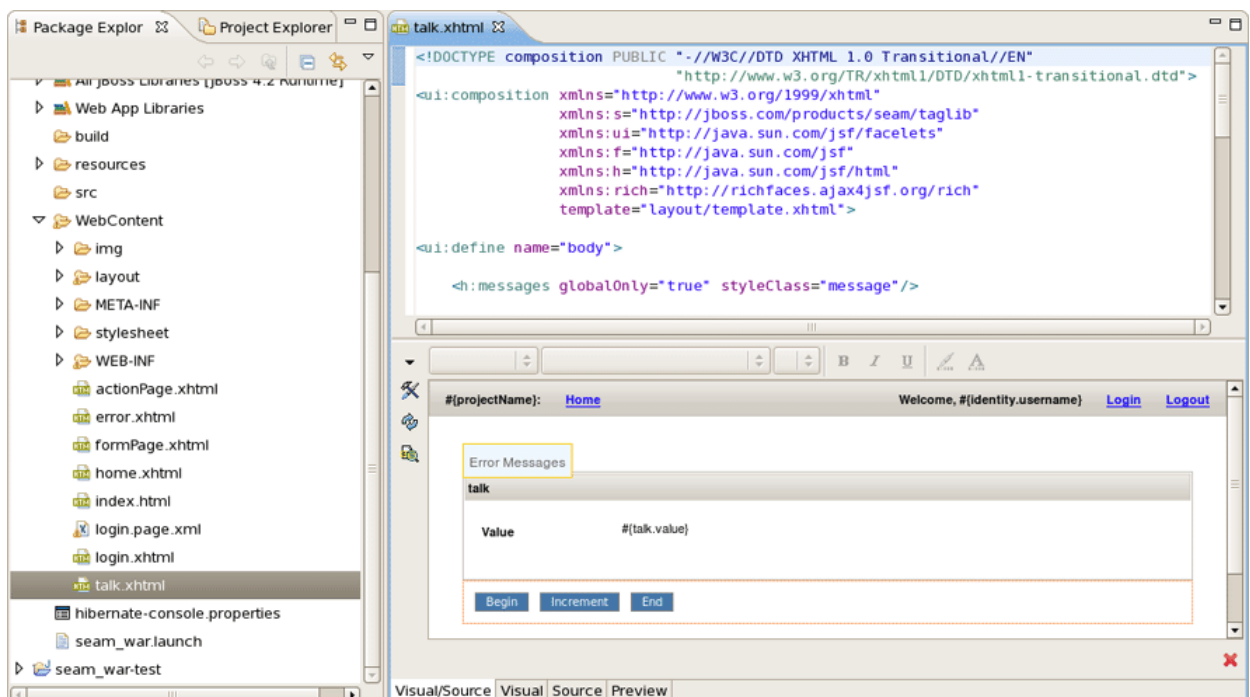 Package Explor
Project Explorer
All JBoss Libraries [JBoss 4.2 Runtime]
Web App Libraries
build
resources
src
WebContent
img
layout
META-INF
stylesheet
WEB-INF
actionPage.xhtml
error.xhtml
formPage.xhtml
home.xhtml
index.html
login.page.xml
login.xhtml
talk.xhtml
hibernate-console.properties
seam_war.launch
seam_war-test
talk.xhtml
<!DOCTYPE composition PUBLIC "-//W3C//DTD XHTML 1.0 Transitional//EN"
"http://www.w3.org/TR/xhtml1/DTD/xhtml1-transitional.dtd">
<ui:composition xmlns="http://www.w3.org/1999/xhtml"
xmlns:s="http://jboss.com/products/seam/taglib"
xmlns:ui="http://java.sun.com/jsf/facelets"
xmlns:f="http://java.sun.com/jsf"
xmlns:h="http://java.sun.com/jsf/html"
xmlns:rich="http://richfaces.ajax4jsf.org/rich"
template="layout/template.xhtml">
<ui:define name="body">
<h:messages globalOnly="true" styleClass="message"/>
B I U A
#{projectName}: Home Welcome, #{identity.username} Login Logout
Error Messages
talk
Value #{talk.value}
Begin Increment End
Visual/Source Visual Source Preview